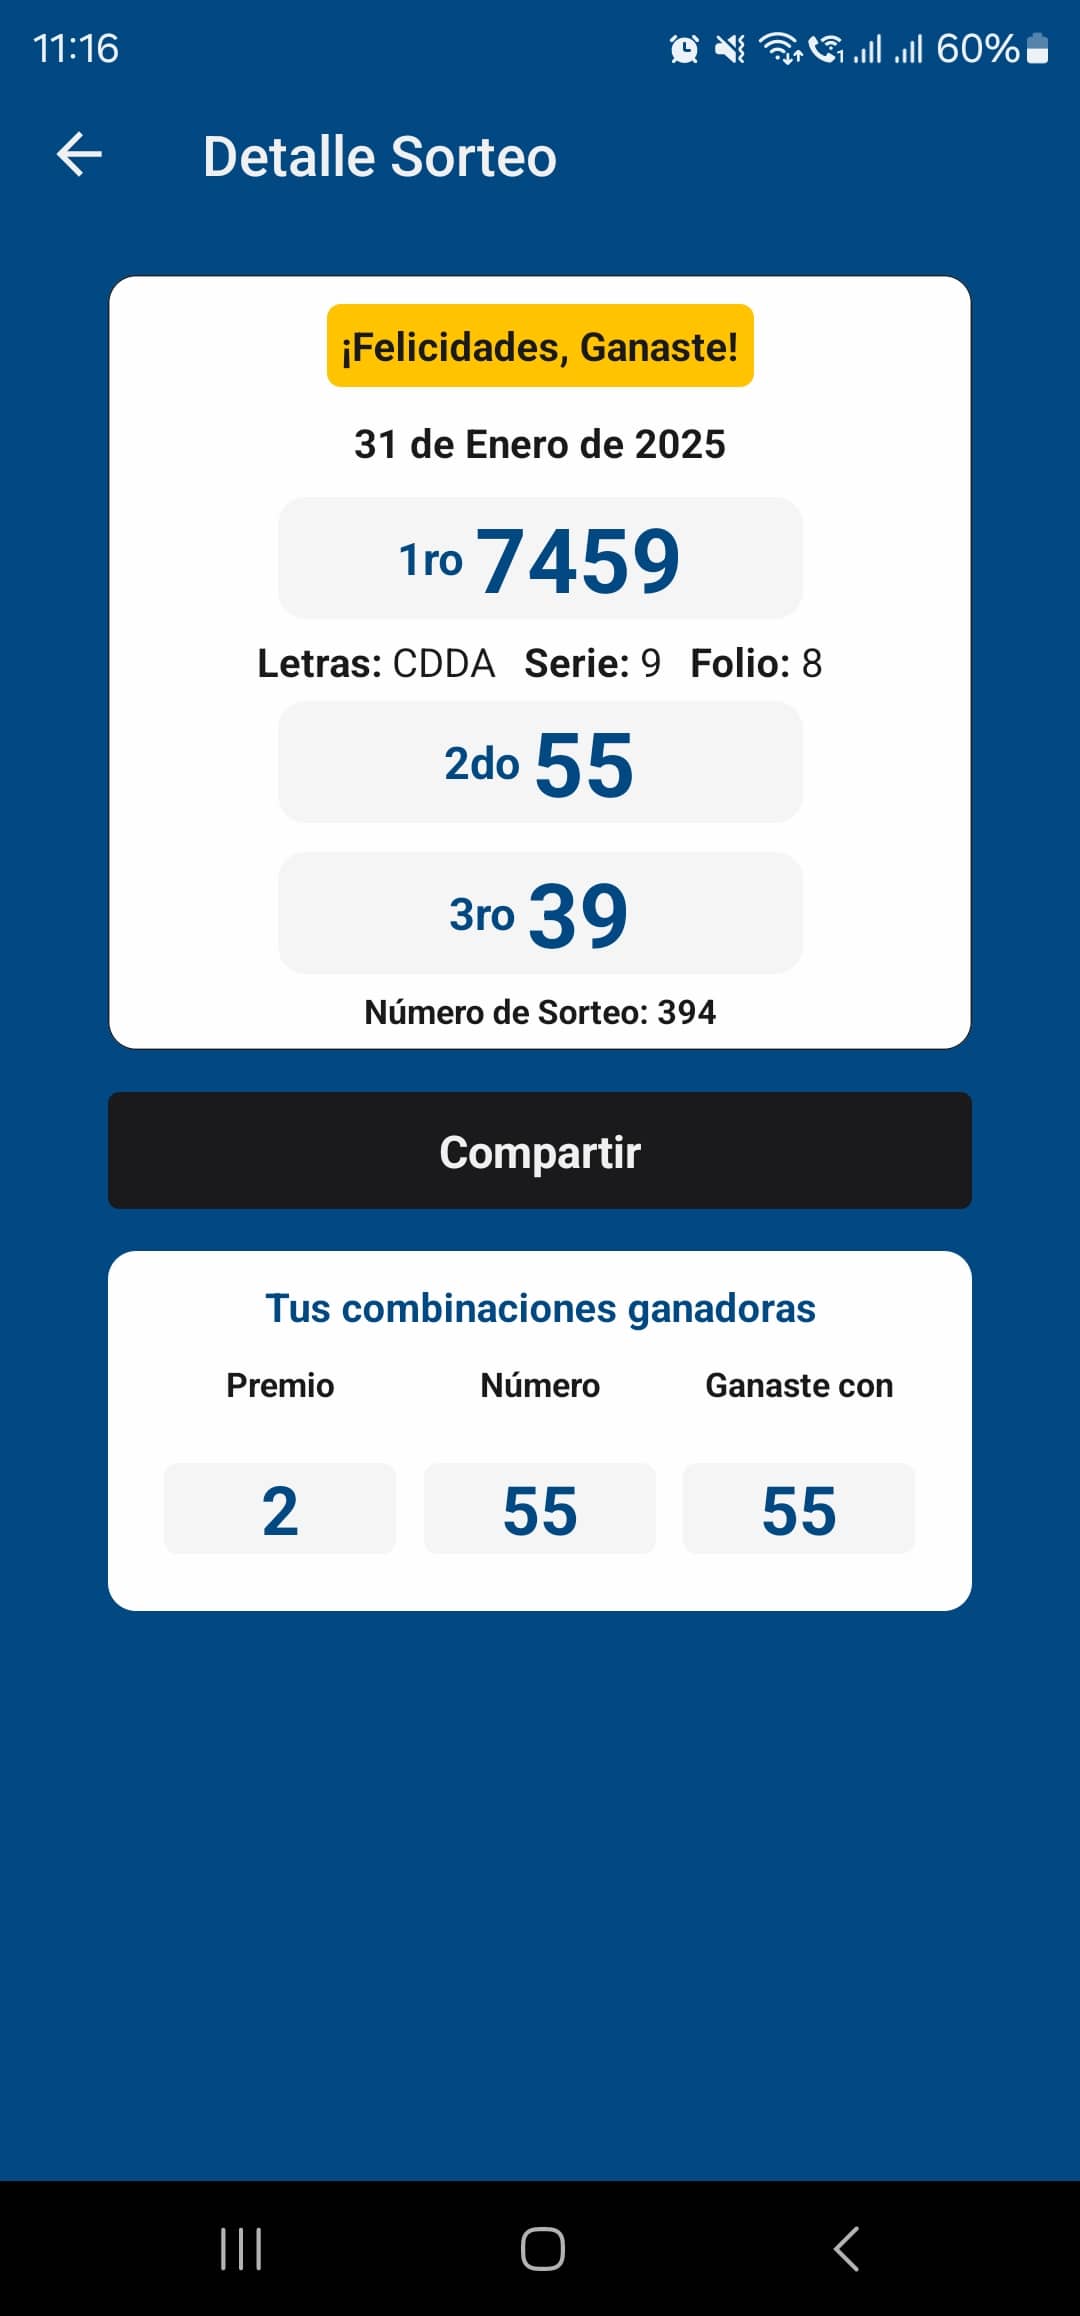 11:16 60%
Detalle Sorteo
¡Felicidades, Ganaste!
31 de Enero de 2025
1ro 7459
Letras: CDDA Serie: 9 Folio: 8
2do 55
3ro 39
Número de Sorteo: 394
Compartir
Tus combinaciones ganadoras
Premio Número Ganaste con
2 55 55